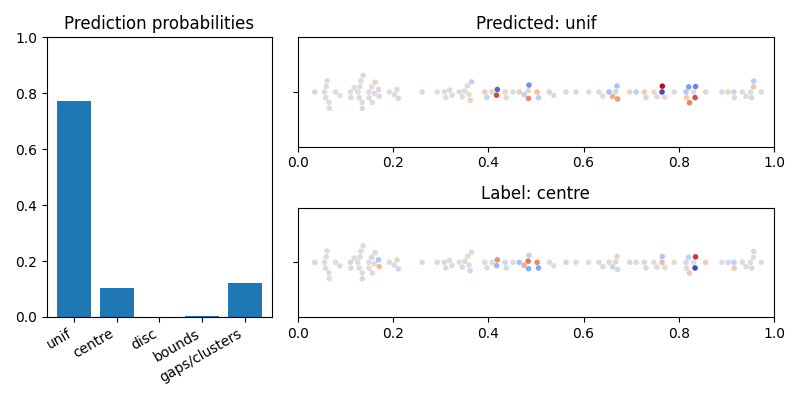 Prediction probabilities
1.0
0.8
0.6
0.4
0.2
0.0
unif
centre
disc
bounds
gaps/clusters
Predicted: unif
0.0 0.2 0.4 0.6 0.8 1.0
Label: centre
0.0 0.2 0.4 0.6 0.8 1.0